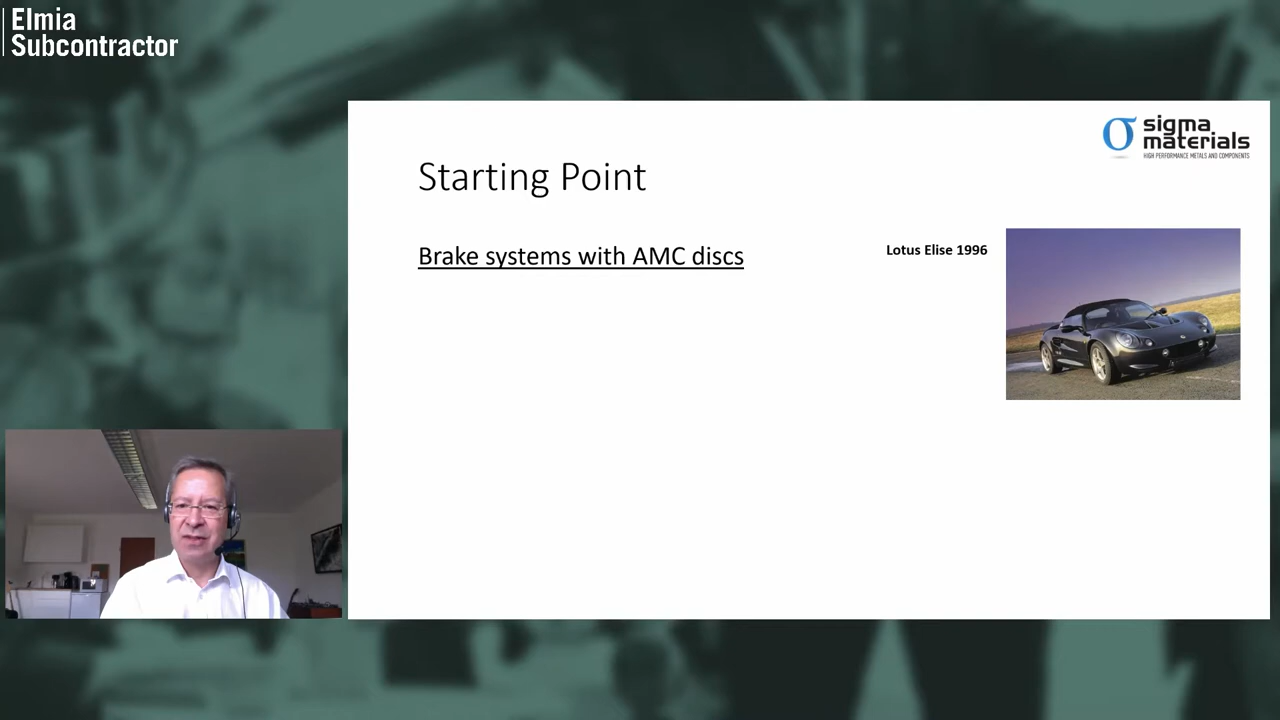 Elmia
Subcontractor
sigma
materials
HIGH PERFORMANCE METALS AND COMPONENTS
Starting Point
Brake systems with AMC discs
Lotus Elise 1996